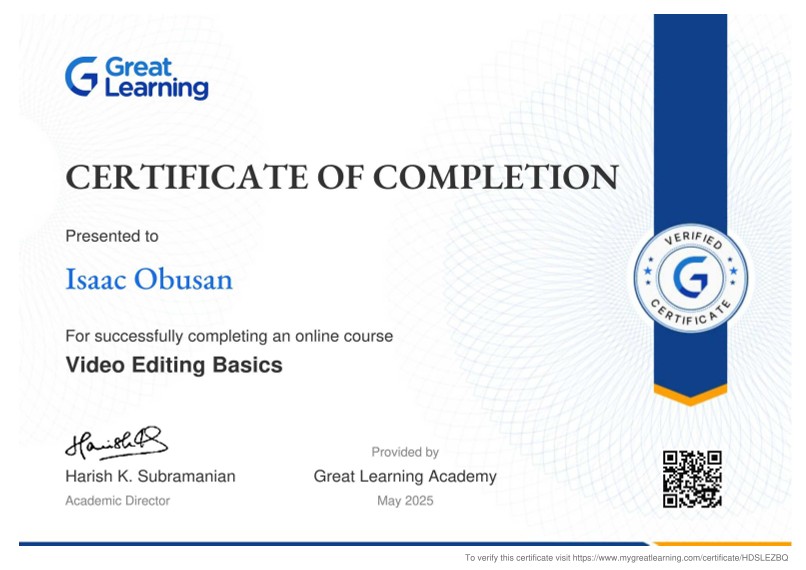 Great
Learning
CERTIFICATE OF COMPLETION
Presented to
Isaac Obusan
For successfully completing an online course
Video Editing Basics
VERIFIED
G
CERTIFICATE
Harish K. Subramanian
Academic Director
Provided by
Great Learning Academy
May 2025
To verify this certificate visit https://www.mygreatlearning.com/certificate/HDSLEZBQ